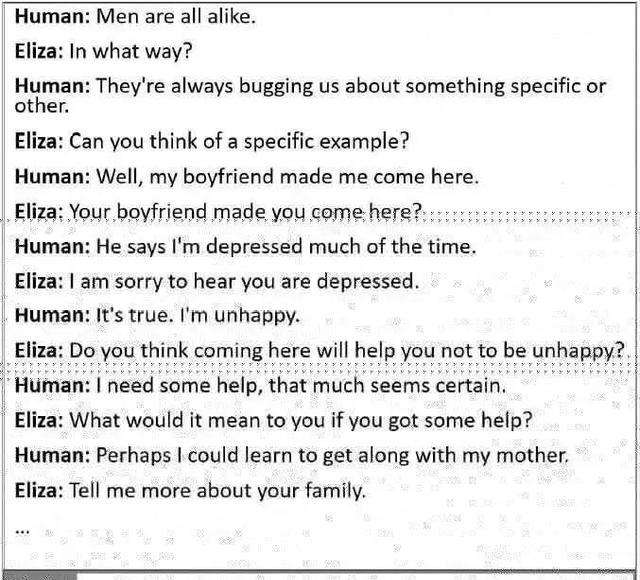 Human: Men are all alike.
Eliza: In what way?
Human: They're always bugging us about something specific or
other.
Eliza: Can you think of a specific example?
Human: Well, my boyfriend made me come here.
Eliza: Your boyfriend made you come here?
Human: He says I'm depressed much of the time.
Eliza: I am sorry to hear you are depressed.
Human: It's true. I'm unhappy.
Eliza: Do you think coming here will help you not to be unhappy?
Human: I need some help, that much seems certain.
Eliza: What would it mean to you if you got some help?
Human: Perhaps I could learn to get along with my mother.
Eliza: Tell me more about your family.
...